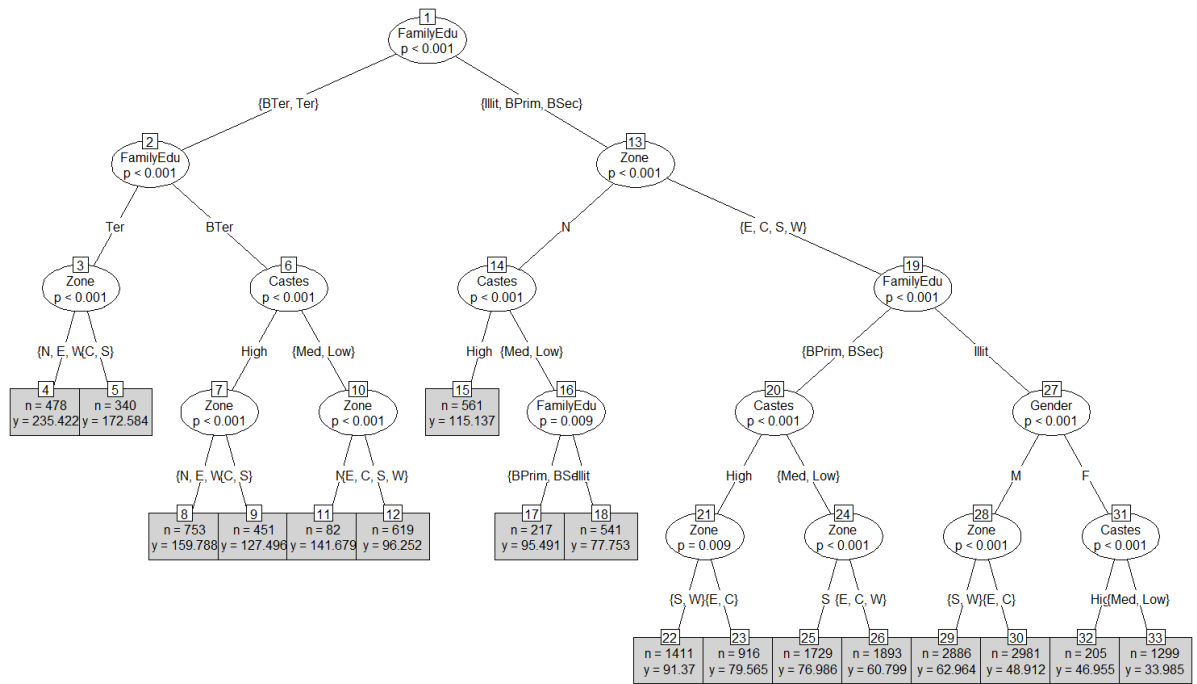 1
FamilyEdu
p < 0.001
{BTer, Ter}
{Illit, BPrim, BSec}
2
FamilyEdu
p < 0.001
13
Zone
p < 0.001
Ter
BTer
N
{E, C, S, W}
3
Zone
p < 0.001
6
Castes
p < 0.001
14
Castes
p < 0.001
19
FamilyEdu
p < 0.001
{N, E, W}
{C, S}
High
{Med, Low}
High
{Med, Low}
{BPrim, BSec}
Illit
4
n = 478
y = 235.422
5
n = 340
y = 172.584
7
Zone
p < 0.001
10
Zone
p < 0.001
15
n = 561
y = 115.137
16
FamilyEdu
p = 0.009
20
Castes
p < 0.001
27
Gender
p < 0.001
{N, E, W}
{C, S}
N
{E, C, S, W}
{BPrim, BSec}
Illit
High
{Med, Low}
M
F
8
n = 753
y = 159.788
9
n = 451
y = 127.496
11
n = 82
y = 141.679
12
n = 619
y = 96.252
17
n = 217
y = 95.491
18
n = 541
y = 77.753
21
Zone
p = 0.009
24
Zone
p < 0.001
28
Zone
p < 0.001
31
Castes
p < 0.001
{S, W}
{E, C}
S
{E, C, W}
{S, W}
{E, C}
High
{Med, Low}
22
n = 1411
y = 91.37
23
n = 916
y = 79.565
25
n = 1729
y = 76.986
26
n = 1893
y = 60.799
29
n = 2886
y = 62.964
30
n = 2981
y = 48.912
32
n = 205
y = 46.955
33
n = 1299
y = 33.985